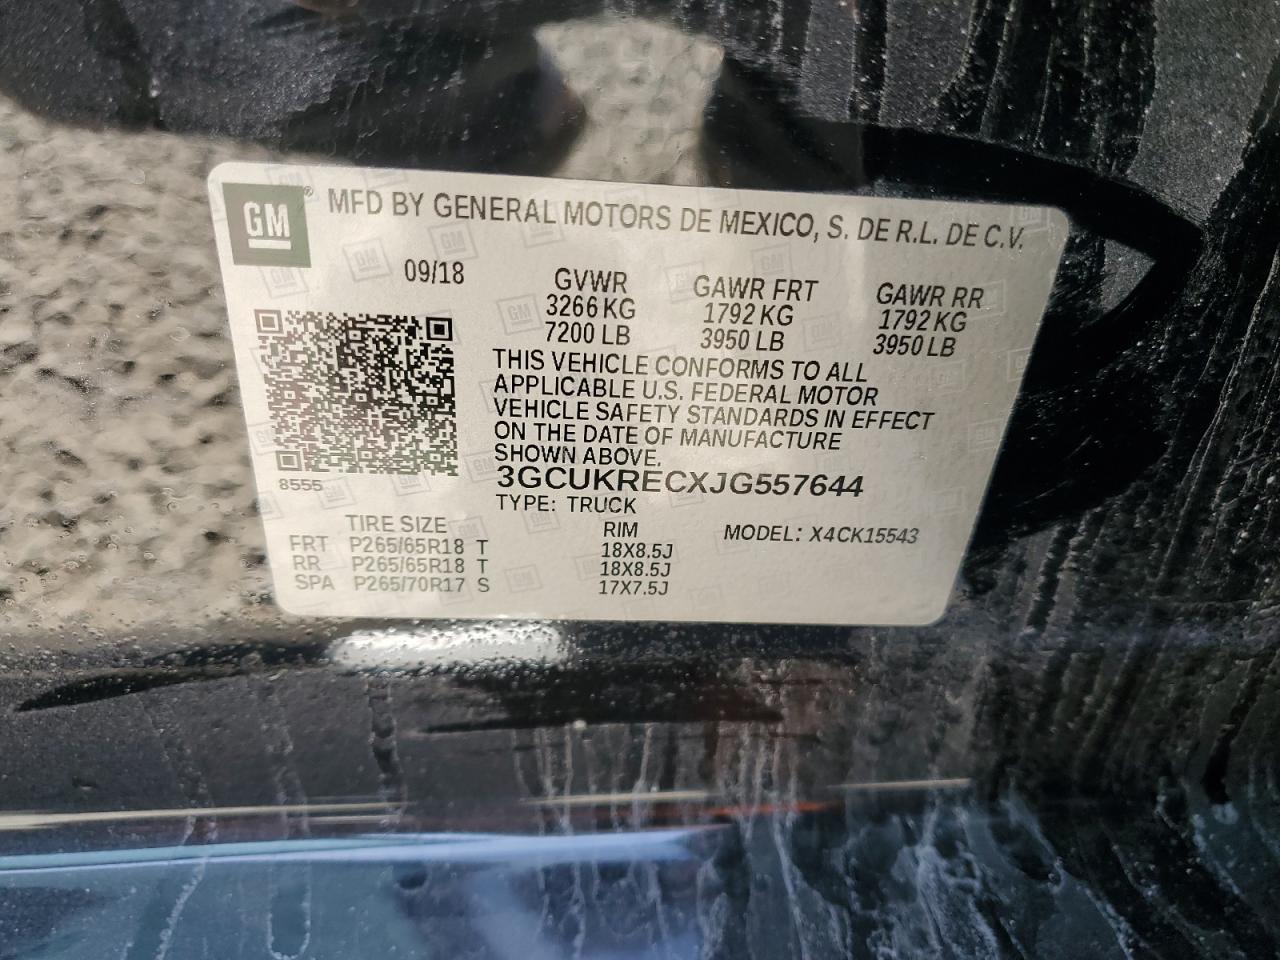 GM® MFD BY GENERAL MOTORS DE MEXICO, S. DE R.L. DE C.V.
09/18
GVWR GAWR FRT GAWR RR
3266 KG 1792 KG 1792 KG
7200 LB 3950 LB 3950 LB
THIS VEHICLE CONFORMS TO ALL
APPLICABLE U.S. FEDERAL MOTOR
VEHICLE SAFETY STANDARDS IN EFFECT
ON THE DATE OF MANUFACTURE
SHOWN ABOVE.
8555 3GCUKRECXJG557644
TYPE: TRUCK
TIRE SIZE RIM MODEL: X4CK15543
FRT P265/65R18 T 18X8.5J
RR P265/65R18 T 18X8.5J
SPA P265/70R17 S 17X7.5J